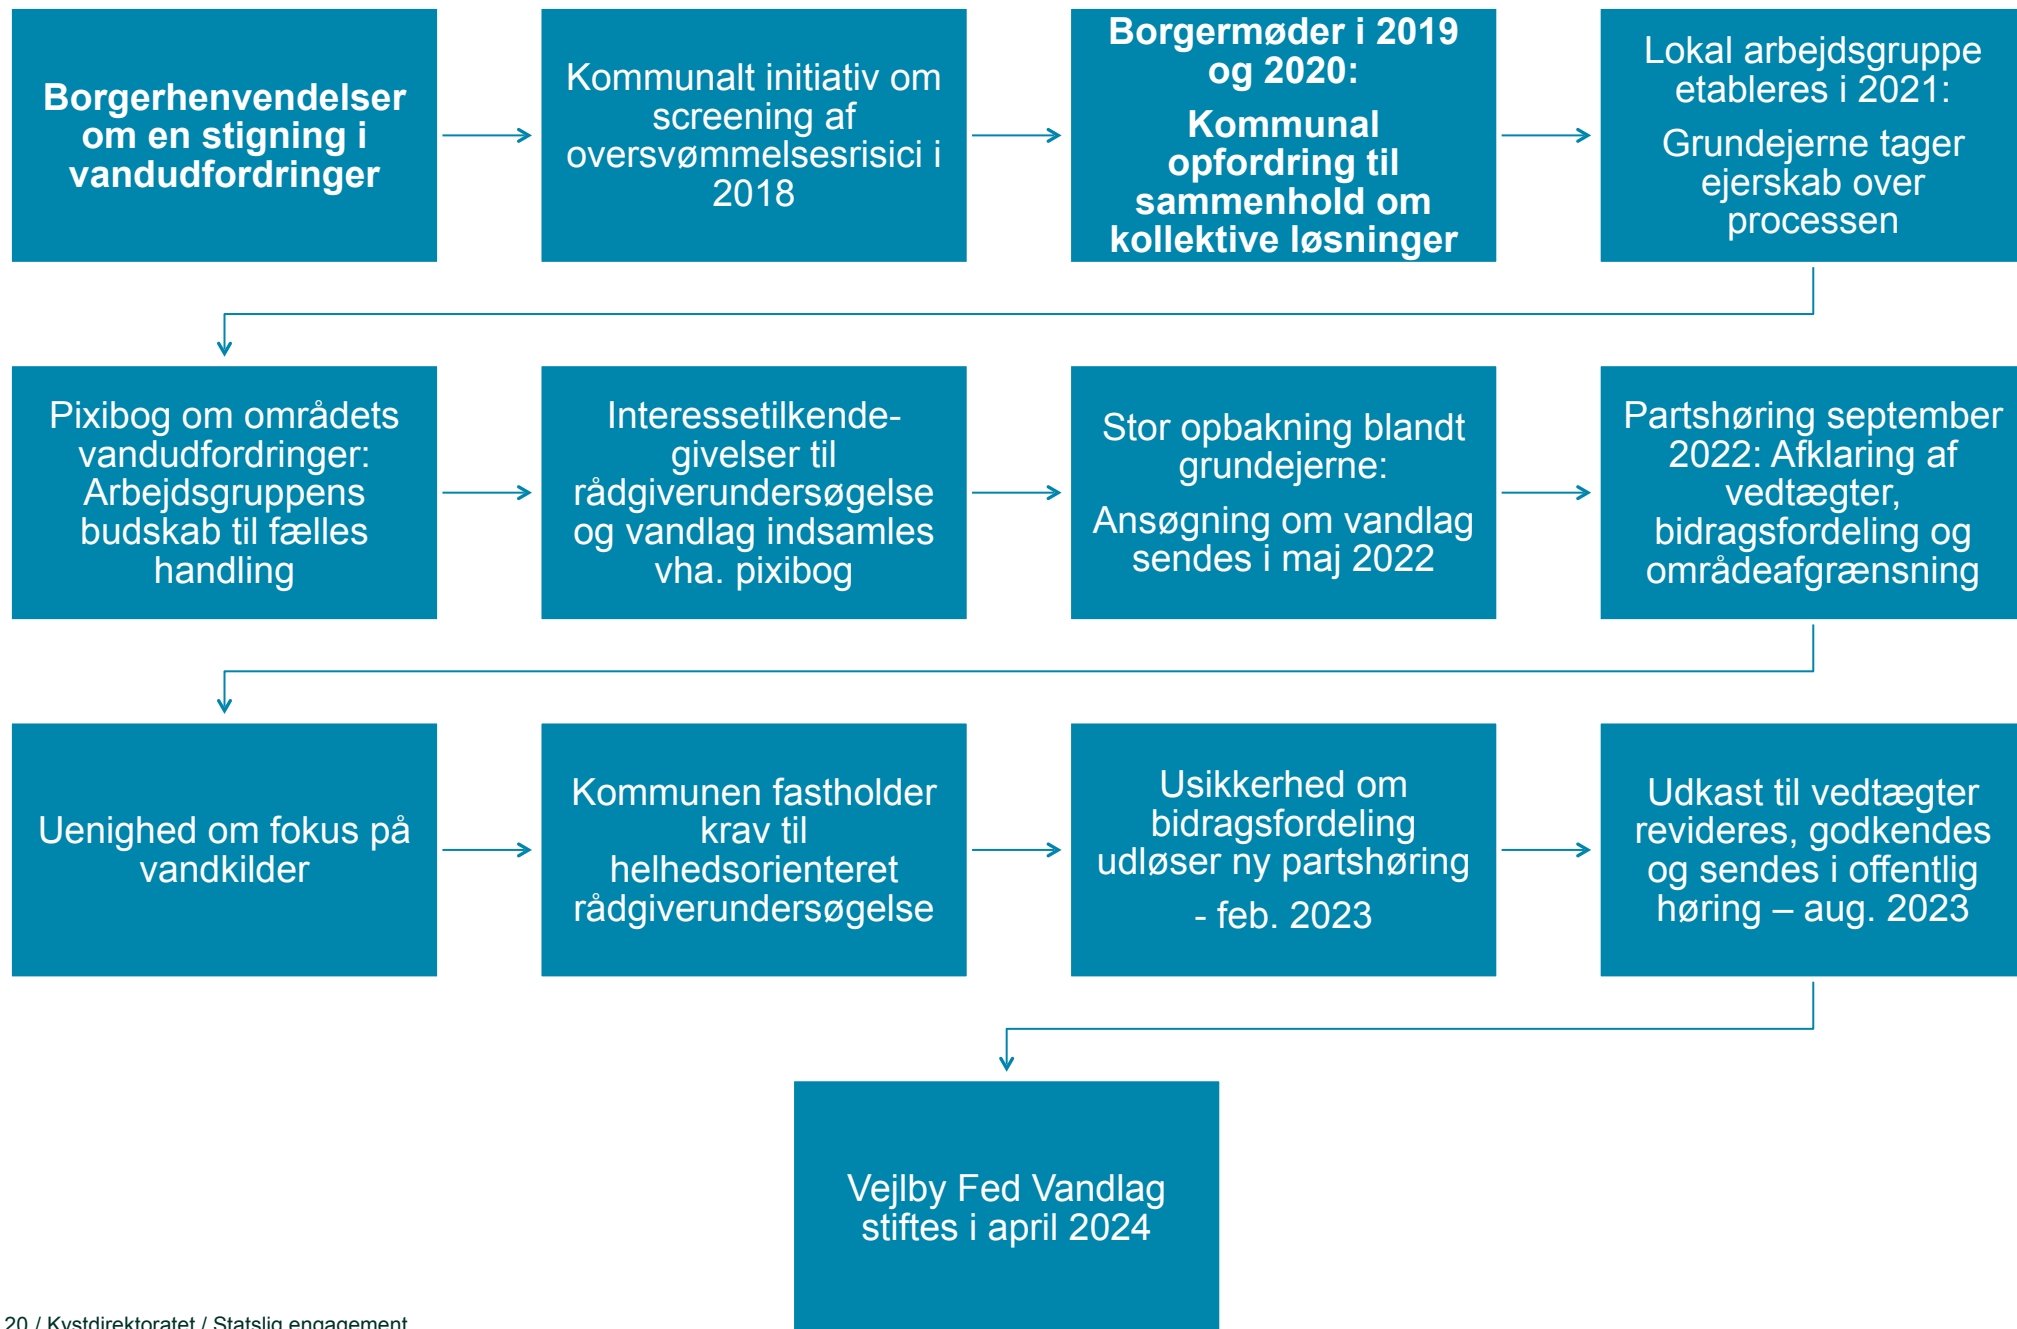 Borgerhenvendelser
om en stigning i
vandudfordringer
Kommunalt initiativ om
screening af
oversvømmelsesrisici i
2018
Borgermøder i 2019
og 2020:
Kommunal
opfordring til
sammenhold om
kollektive løsninger
Lokal arbejdsgruppe
etableres i 2021:
Grundejerne tager
ejerskab over
processen
Pixibog om områdets
vandudfordringer:
Arbejdsgruppens
budskab til fælles
handling
Interessetilkende-
givelser til
rådgiverundersøgelse
og vandlag indsamles
vha. pixibog
Stor opbakning blandt
grundejerne:
Ansøgning om vandlag
sendes i maj 2022
Partshøring september
2022: Afklaring af
vedtægter,
bidragsfordeling og
områdeafgrænsning
Uenighed om fokus på
vandkilder
Kommunen fastholder
krav til
helhedsorienteret
rådgiverundersøgelse
Usikkerhed om
bidragsfordeling
udløser ny partshøring
- feb. 2023
Udkast til vedtægter
revideres, godkendes
og sendes i offentlig
høring – aug. 2023
Vejlby Fed Vandlag
stiftes i april 2024
20 / Kystdirektoratet / Statslig engagement